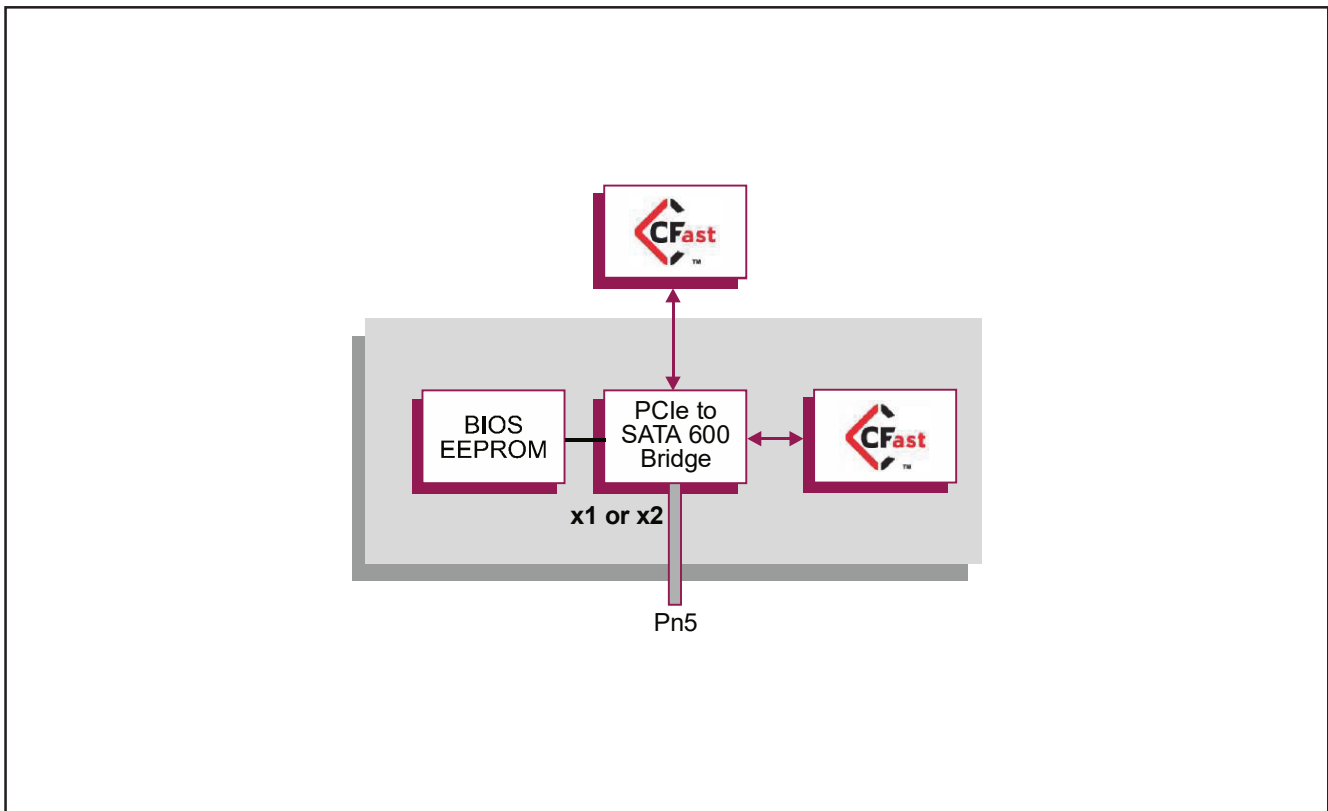 CFast
TM
BIOS
EEPROM
PCIe to
SATA 600
Bridge
CFast
TM
x1 or x2
Pn5